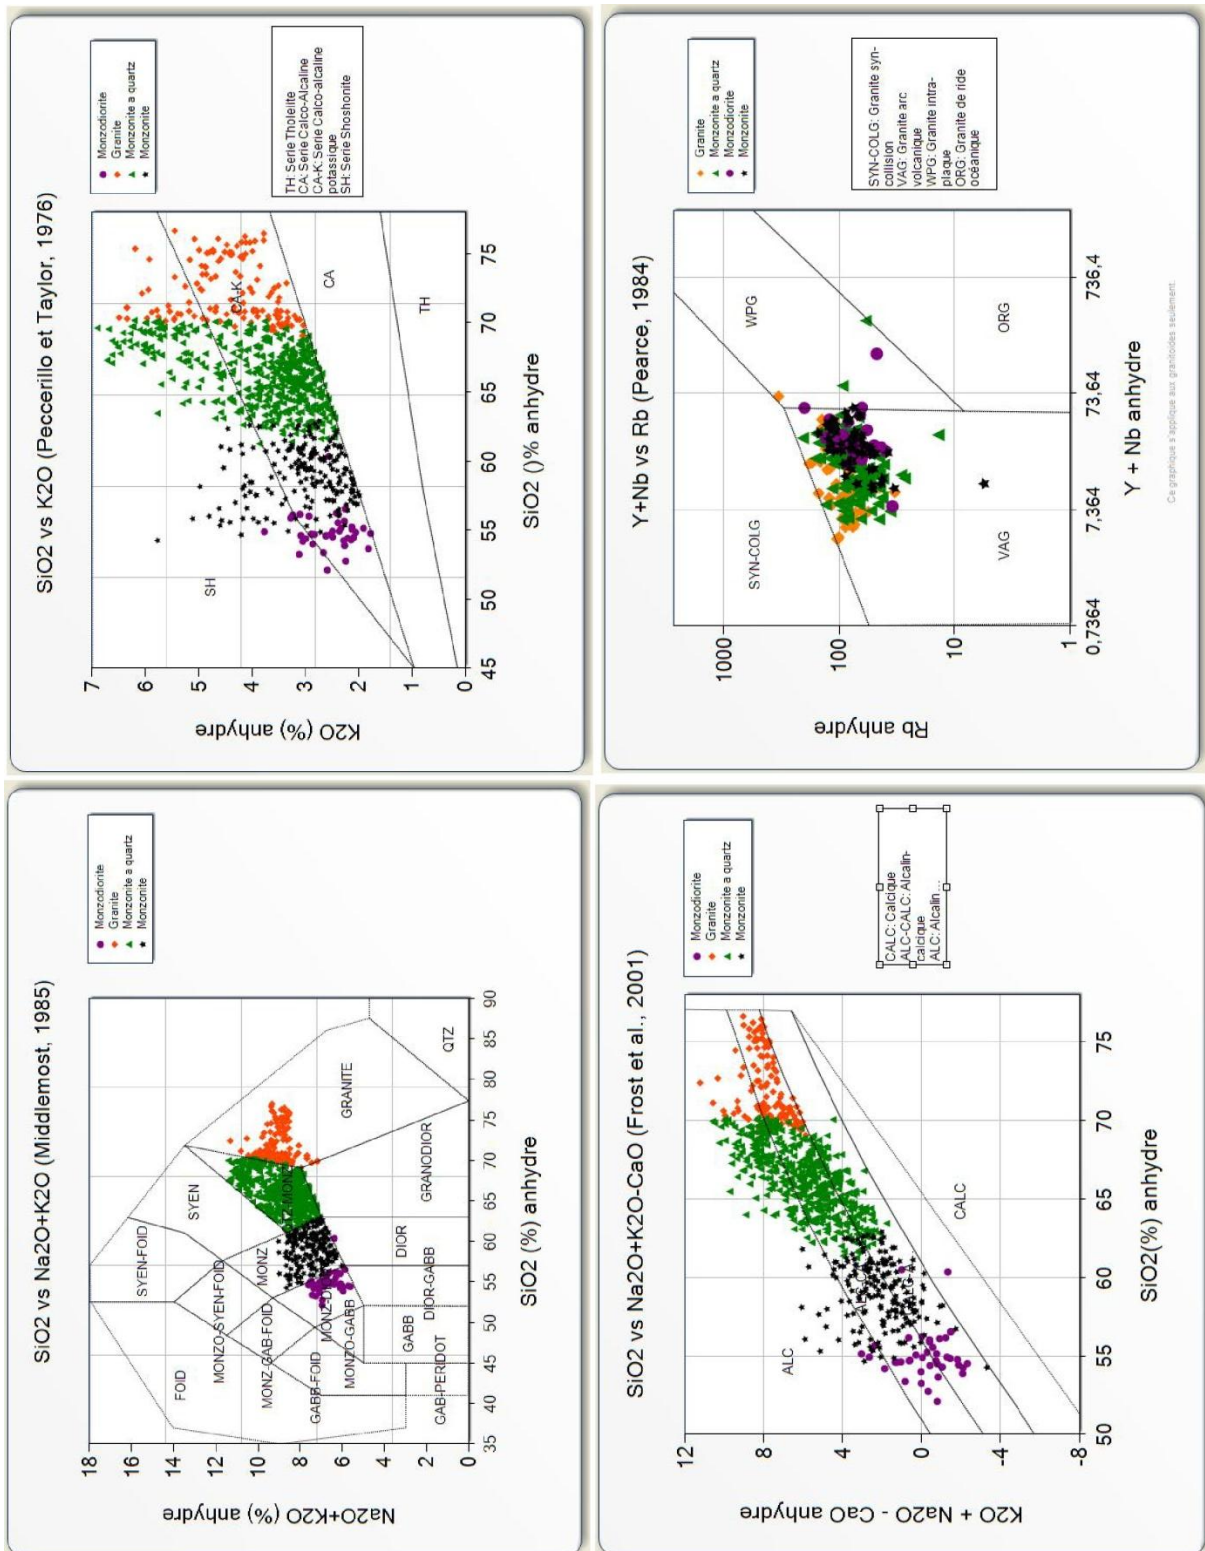 SiO2 vs Na2O+K2O (Middlemost, 1985)
Monzodiorite
Granite
Monzonite a quartz
Monzonite
Na2O+K2O (%) anhydre
18
16
14
12
10
8
6
4
2
0
FOID
SYEN-FOID
SYEN
MONZO-SYEN-FOID
MONZ-GAB-FOID
MONZ
GABB-FOID
MONZO-GABB
GRANITE
GAB-PERIDOT
GABB
DIOR-GABB
DIOR
GRANODIOR
QTZ
35 40 45 50 55 60 65 70 75 80 85 90
SiO2 (%) anhydre
SiO2 vs K2O (Peccerillo et Taylor, 1976)
Monzodiorite
Granite
Monzonite a quartz
Monzonite
TH: Serie Tholeiite
CA: Serie Calco-Alcaline
CA-K: Serie Calco-alcaline
potassique
SH: Serie Shoshonite
K2O (%) anhydre
7
6
5
4
3
2
1
0
SH
CA-K
CA
TH
45 50 55 60 65 70 75
SiO2 ()% anhydre
SiO2 vs Na2O+K2O-CaO (Frost et al., 2001)
Monzodiorite
Granite
Monzonite a quartz
Monzonite
CALC: Calcique
ALC-CALC: Alcalin-
calcique
ALC: Alcalin...
K2O + Na2O - CaO anhydre
12
8
4
0
-4
-8
ALC
CALC
50 55 60 65 70 75
SiO2(%) anhydre
Y+Nb vs Rb (Pearce, 1984)
Granite
Monzonite a quartz
Monzodiorite
Monzonite
SYN-COLG: Granite syn-
collision
VAG: Granite arc
volcanique
WPG: Granite intra-
plaque
ORG: Granite de ride
océanique
Rb anhydre
1000
100
10
1
SYN-COLG
WPG
VAG
ORG
0,7364 7,364 73,64 736,4
Y + Nb anhydre
Ce graphique s'applique aux granitoides seulement.